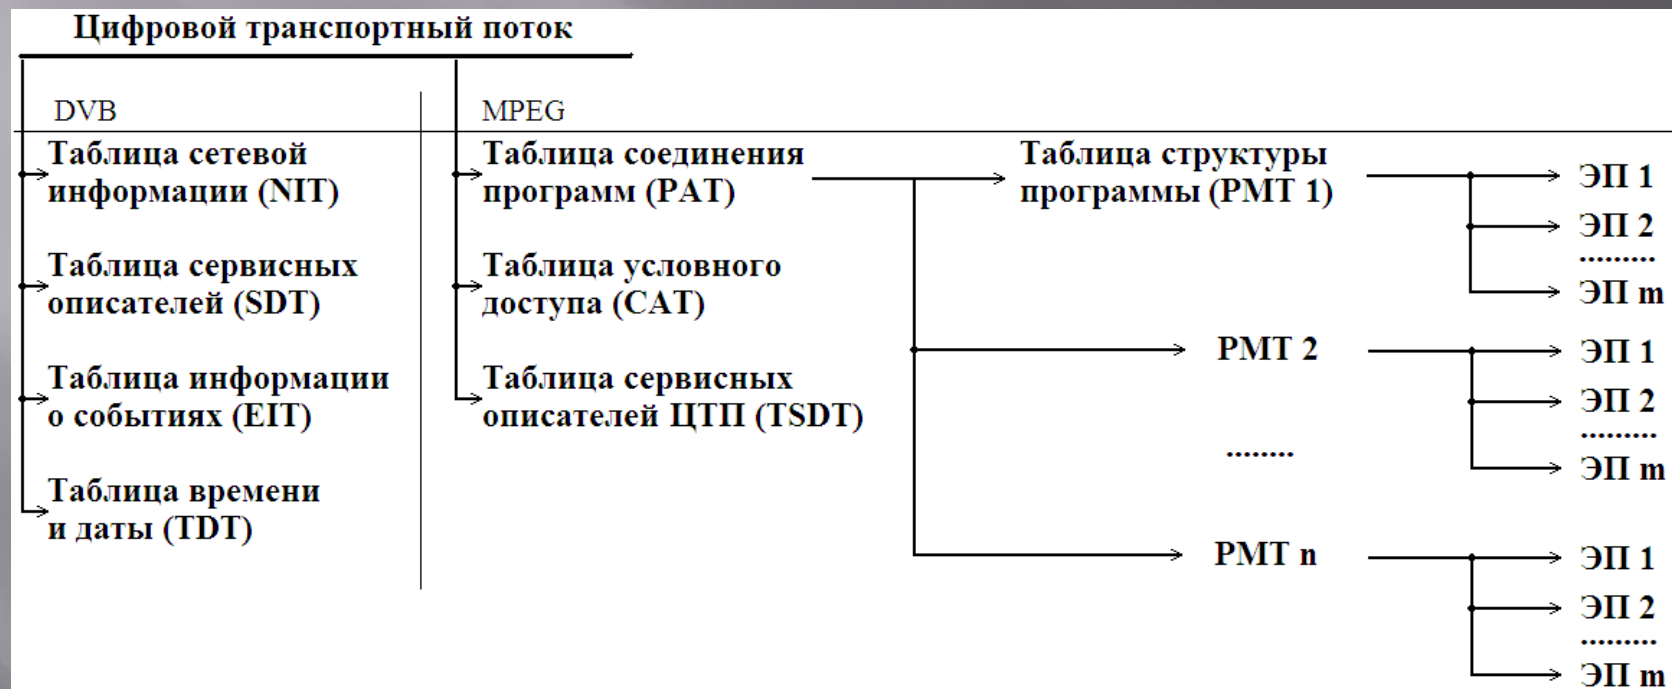 Цифровой транспортный поток
DVB
MPEG
Таблица сетевой
информации (NIT)
Таблица сервисных
описателей (SDT)
Таблица информации
о событиях (EIT)
Таблица времени
и даты (TDT)
Таблица соединения
программ (PAT)
Таблица условного
доступа (CAT)
Таблица сервисных
описателей ЦТП (TSDT)
Таблица структуры
программы (PMT 1)
ЭП 1
ЭП 2
.........
ЭП m
PMT 2
ЭП 1
ЭП 2
.........
ЭП m
........
PMT n
ЭП 1
ЭП 2
.........
ЭП m